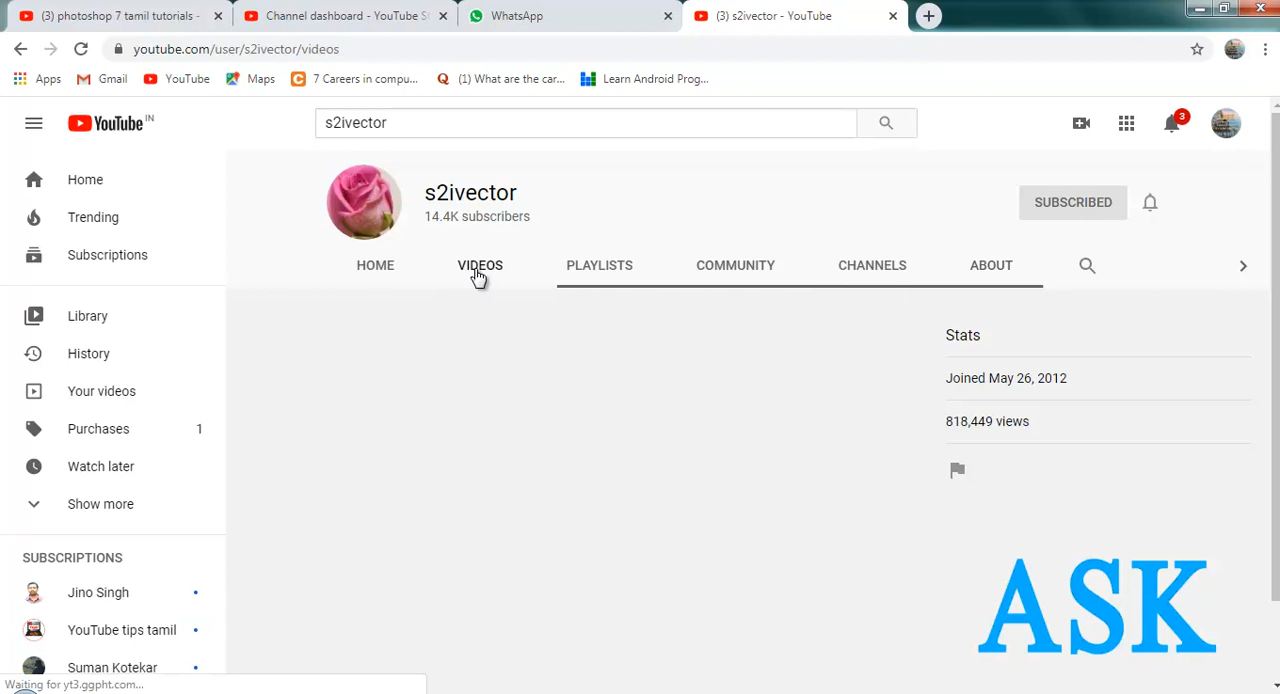 (3) photoshop 7 tamil tutorials -
Channel dashboard - YouTube St
WhatsApp
(3) s2ivector - YouTube
youtube.com/user/s2ivector/videos
Apps
Gmail
YouTube
Maps
7 Careers in compu...
(1) What are the car...
Learn Android Prog...
YouTube IN
s2ivector
3
Home
Trending
Subscriptions
Library
History
Your videos
Purchases 1
Watch later
Show more
SUBSCRIPTIONS
Jino Singh
YouTube tips tamil
Suman Kotekar
s2ivector
14.4K subscribers
SUBSCRIBED
HOME VIDEOS PLAYLISTS COMMUNITY CHANNELS ABOUT
Stats
Joined May 26, 2012
818,449 views
ASK
Waiting for yt3.ggpht.com...